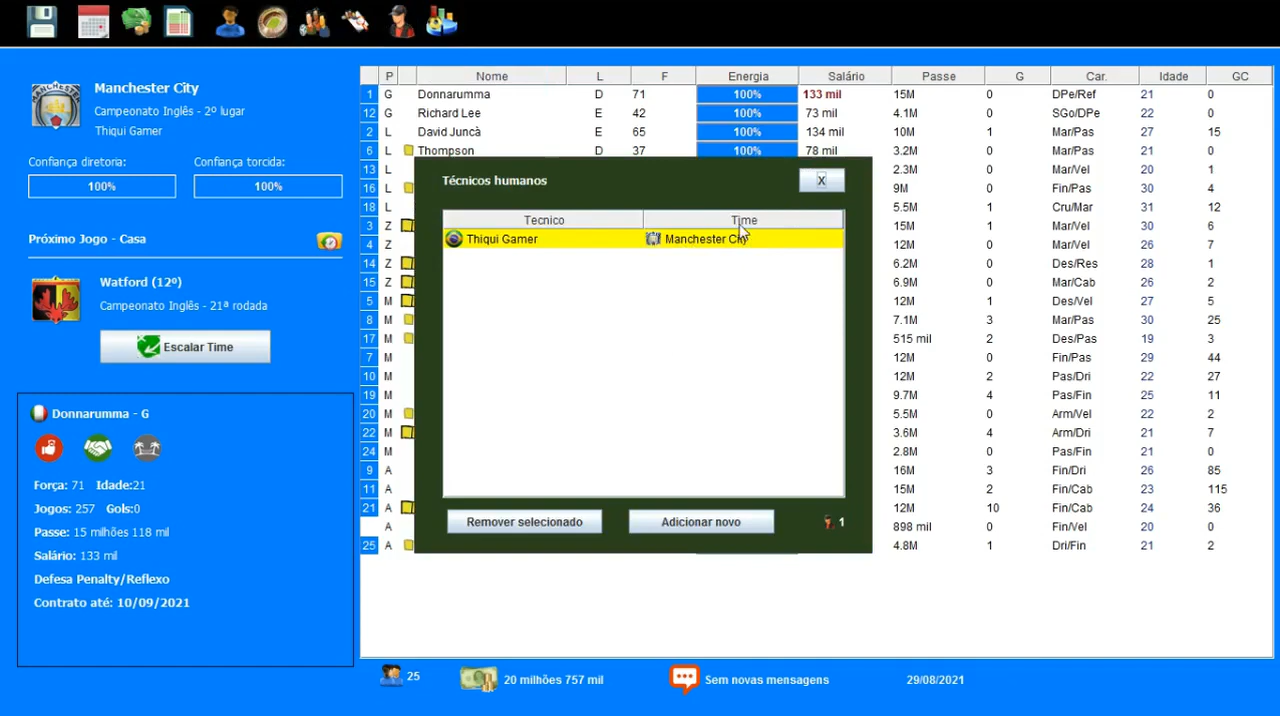 Manchester City
Campeonato Inglês - 2º lugar
Thiqui Gamer
Confiança diretoria: Confiança torcida:
100% 100%
Próximo Jogo - Casa
Watford (12º)
Campeonato Inglês - 21ª rodada
Escalar Time
Donnarumma - G
Força: 71 Idade:21
Jogos: 257 Gols:0
Passe: 15 milhões 118 mil
Salário: 133 mil
Defesa Penalty/Reflexo
Contrato até: 10/09/2021
P Nome L F Energia Salário Passe G Car. Idade GC
1 G Donnarumma D 71 100% 133 mil 15M 0 DPe/Ref 21 0
12 G Richard Lee E 42 100% 73 mil 4.1M 0 SGo/DPe 22 0
2 L David Juncà E 65 100% 134 mil 10M 1 Mar/Pas 27 15
6 L Thompson D 37 100% 78 mil 3.2M 0 Mar/Pas 21 0
13 L 2.3M 0 Mar/Vel 20 1
16 L 9M 0 Fin/Pas 30 4
18 L 5.5M 0 Cru/Mar 31 12
3 Z 15M 1 Mar/Vel 30 6
4 Z 12M 0 Mar/Vel 26 7
14 Z 6.2M 0 Des/Res 28 1
15 Z 6.9M 0 Mar/Cab 26 2
5 M 12M 1 Des/Vel 27 5
8 M 7.1M 3 Mar/Pas 30 25
17 M 515 mil 2 Des/Pas 19 3
7 M 12M 0 Fin/Pas 29 44
10 M 12M 2 Pas/Dri 22 27
19 M 9.7M 4 Pas/Fin 25 11
20 M 5.5M 0 Arm/Vel 22 2
22 M 3.6M 4 Arm/Dri 21 7
24 M 2.8M 0 Pas/Fin 21 0
9 A 16M 3 Fin/Dri 26 85
11 A 15M 2 Fin/Cab 23 115
21 A 12M 10 Fin/Cab 24 36
A 898 mil 0 Fin/Vel 20 0
25 A 4.8M 1 Dri/Fin 21 2
Técnicos humanos X
Tecnico Time
Thiqui Gamer Manchester City
Remover selecionado Adicionar novo 1
25 20 milhões 757 mil Sem novas mensagens 29/08/2021